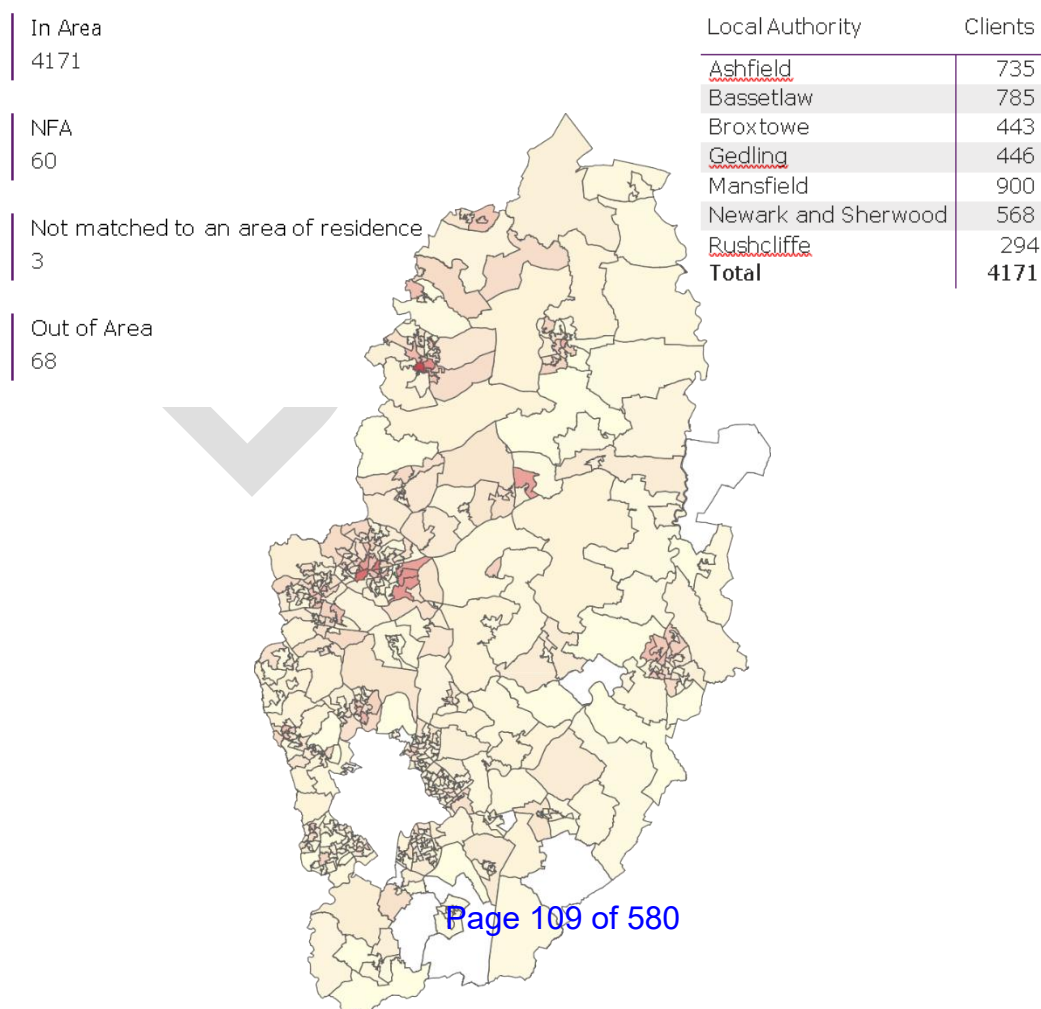 In Area
4171
NFA
60
Not matched to an area of residence
3
Out of Area
68
Local Authority Clients
Ashfield 735
Bassetlaw 785
Broxtowe 443
Gedling 446
Mansfield 900
Newark and Sherwood 568
Rushcliffe 294
Total 4171
Page 109 of 580